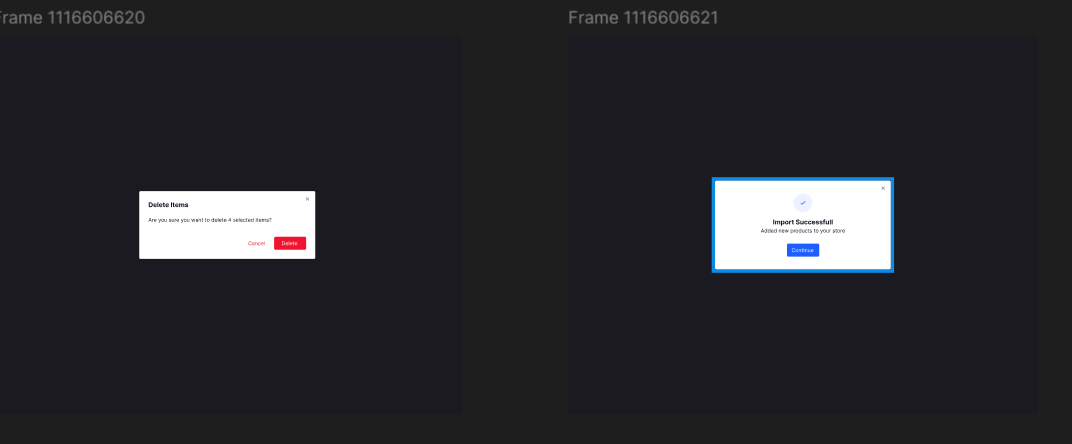 Frame 1116606620
Frame 1116606621
Delete Items
Are you sure you want to delete 4 selected items?
Cancel
Delete
Import Successfull
Added new products to your store
Continue